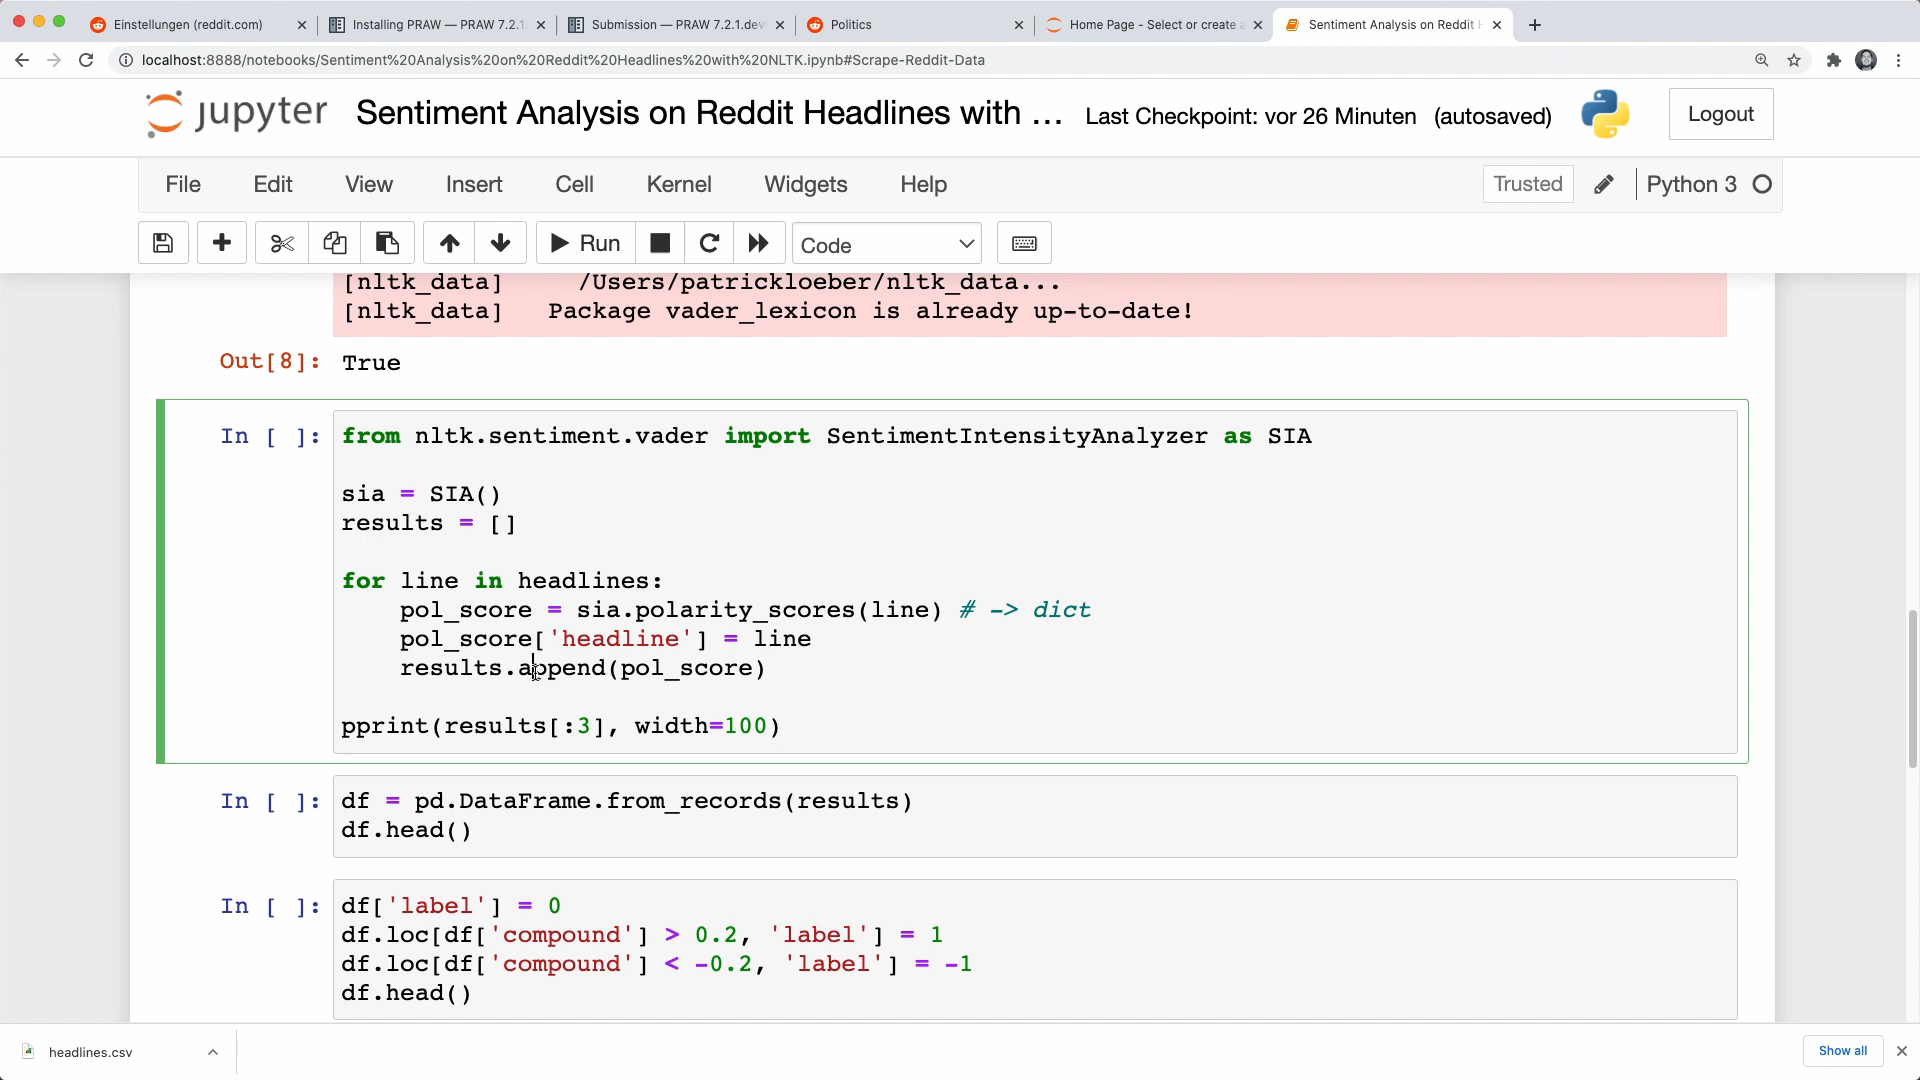 Einstellungen (reddit.com)
Installing PRAW — PRAW 7.2.1.
Submission — PRAW 7.2.1.dev
Politics
Home Page - Select or create a
Sentiment Analysis on Reddit H
localhost:8888/notebooks/Sentiment%20Analysis%20on%20Reddit%20Headlines%20with%20NLTK.ipynb#Scrape-Reddit-Data
jupyter Sentiment Analysis on Reddit Headlines with ... Last Checkpoint: vor 26 Minuten (autosaved) Logout
File Edit View Insert Cell Kernel Widgets Help Trusted Python 3
Run Code
[nltk_data]     /Users/patrickloeber/nltk_data...
[nltk_data]   Package vader_lexicon is already up-to-date!
Out[8]: True
In [ ]: from nltk.sentiment.vader import SentimentIntensityAnalyzer as SIA
sia = SIA()
results = []
for line in headlines:
    pol_score = sia.polarity_scores(line) # -> dict
    pol_score['headline'] = line
    results.append(pol_score)
pprint(results[:3], width=100)
In [ ]: df = pd.DataFrame.from_records(results)
df.head()
In [ ]: df['label'] = 0
df.loc[df['compound'] > 0.2, 'label'] = 1
df.loc[df['compound'] < -0.2, 'label'] = -1
df.head()
headlines.csv
Show all